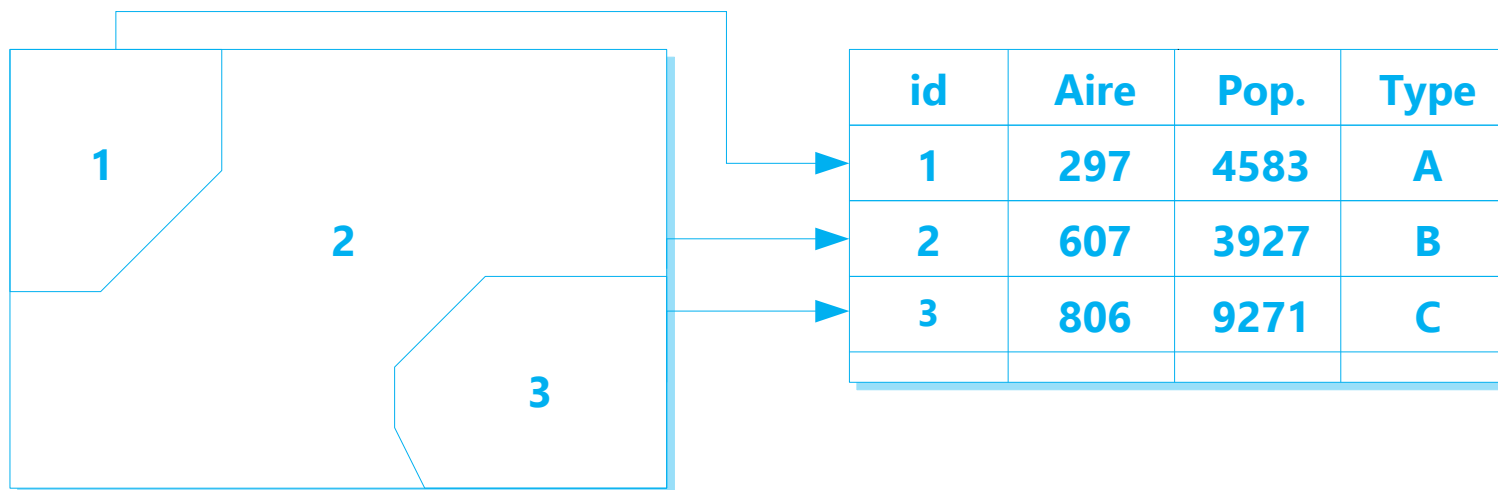 1
2
3
id Aire Pop. Type
1 297 4583 A
2 607 3927 B
3 806 9271 C